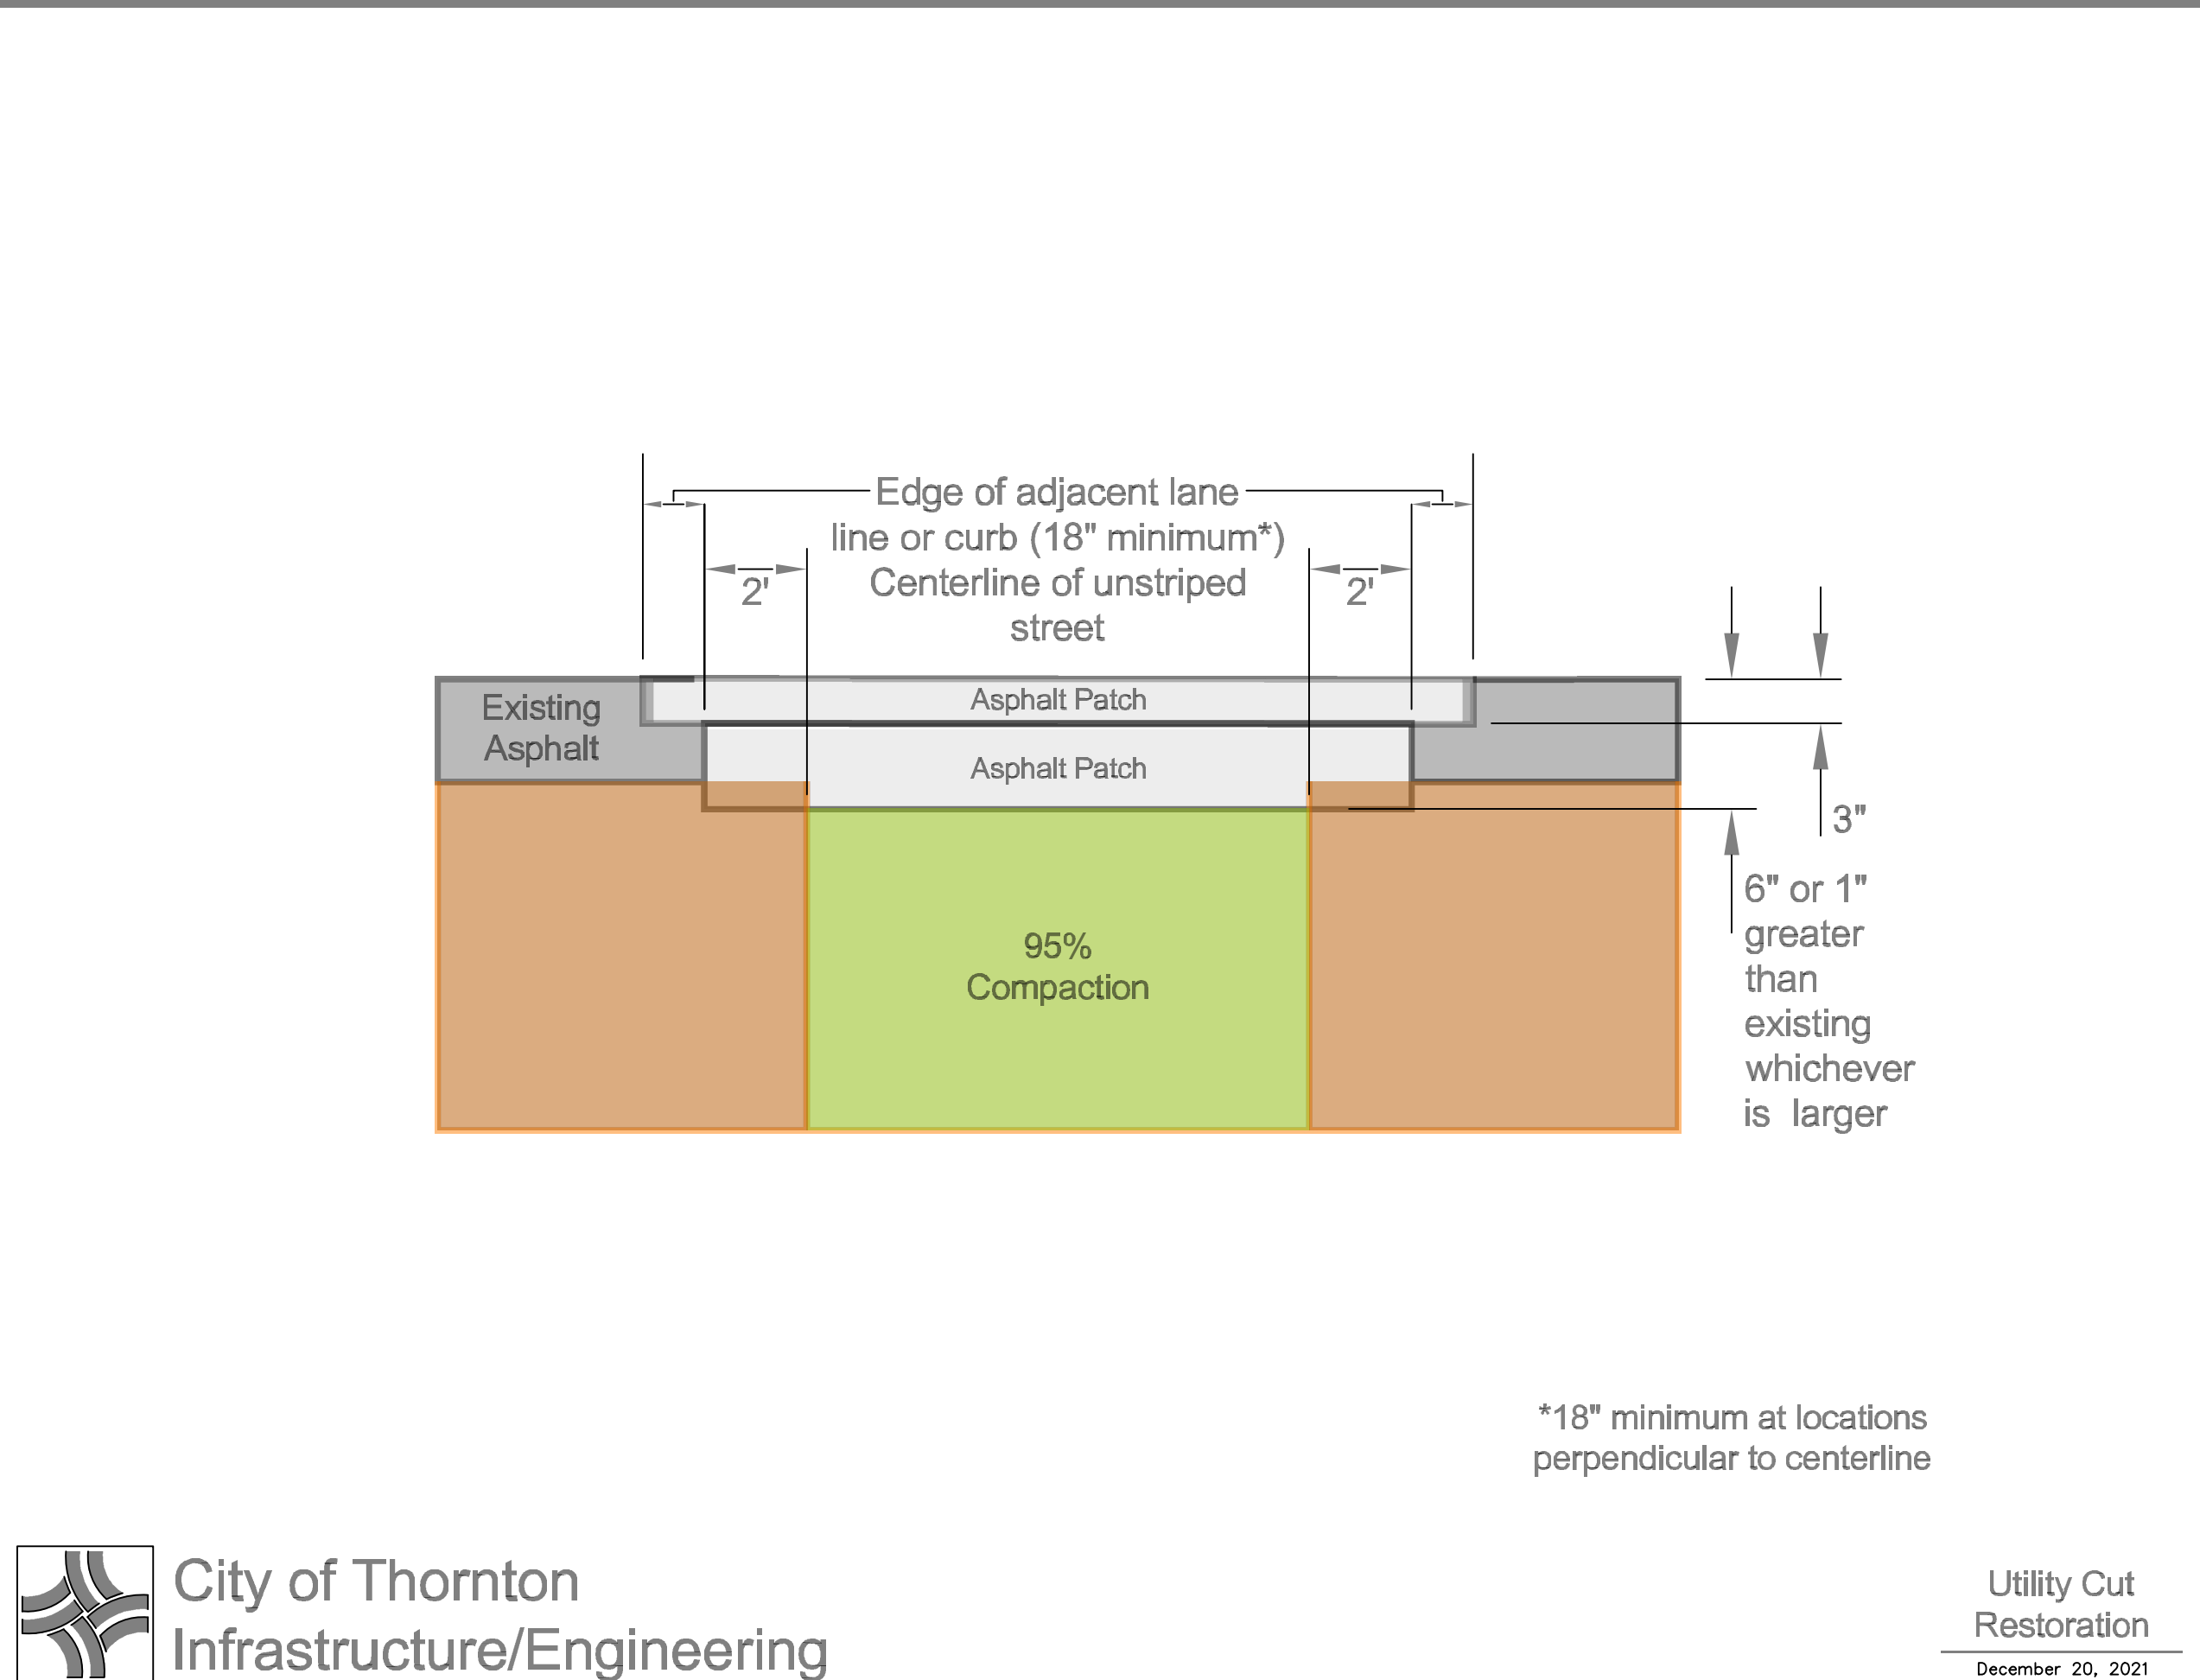 Edge of adjacent lane
line or curb (18" minimum*)
Centerline of unstriped
street
2'
2'
Existing
Asphalt
Asphalt Patch
Asphalt Patch
3"
6" or 1"
greater
than
existing
whichever
is larger
95%
Compaction
*18" minimum at locations
perpendicular to centerline
City of Thornton
Infrastructure/Engineering
Utility Cut
Restoration
December 20, 2021